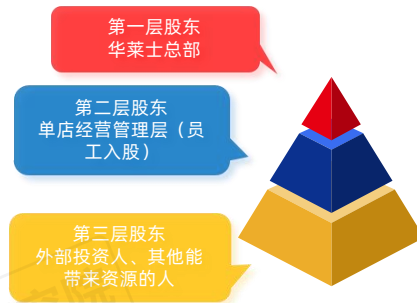 第一层股东
华莱士总部
第二层股东
单店经营管理层（员
工入股）
第三层股东
外部投资人、其他能
带来资源的人